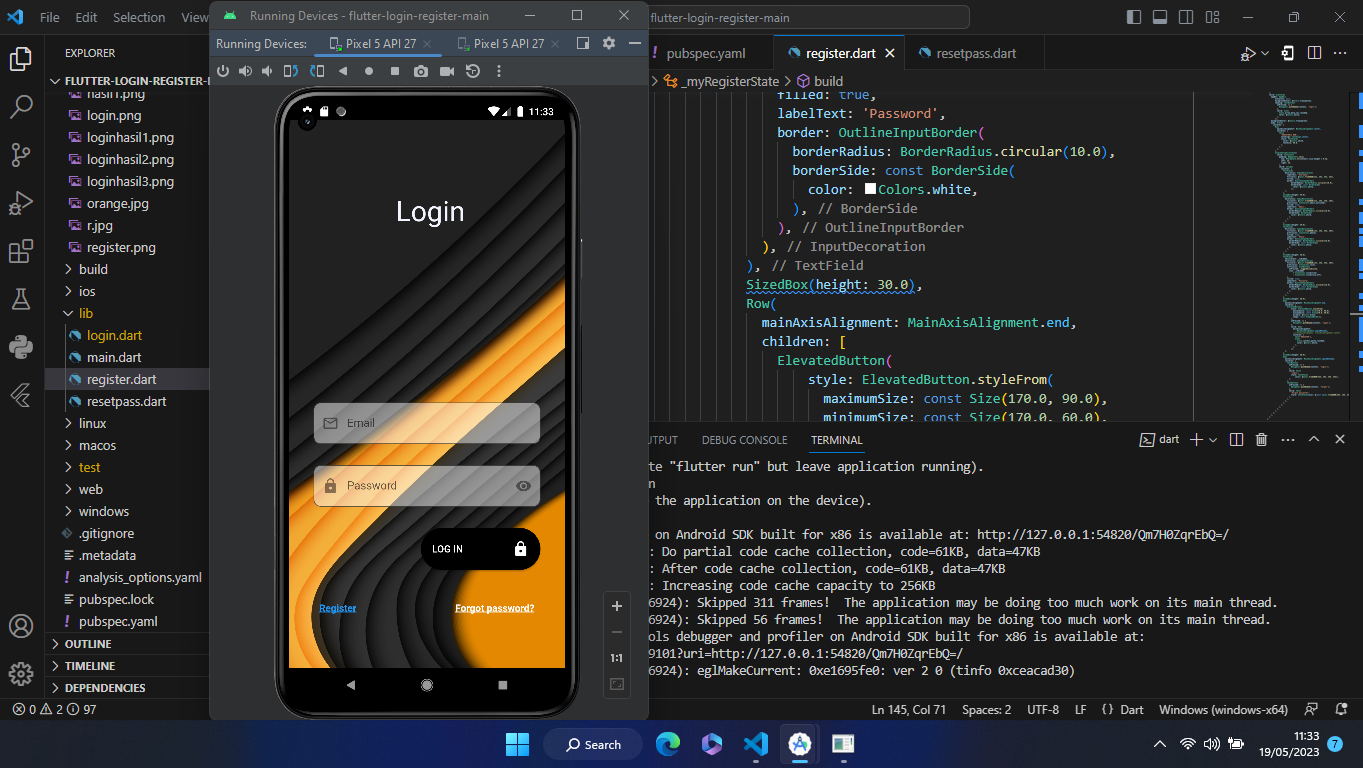 File Edit Selection View
Running Devices - flutter-login-register-main
flutter-login-register-main
EXPLORER
FLUTTER-LOGIN-REGISTER-
hasil1.png
login.png
loginhasil1.png
loginhasil2.png
loginhasil3.png
orange.jpg
r.jpg
register.png
build
ios
lib
login.dart
main.dart
register.dart
resetpass.dart
linux
macos
test
web
windows
.gitignore
.metadata
analysis_options.yaml
pubspec.lock
pubspec.yaml
OUTLINE
TIMELINE
DEPENDENCIES
Running Devices: Pixel 5 API 27 Pixel 5 API 27
11:33
Login
Email
Password
LOG IN
Register Forgot password?
1:1
pubspec.yaml register.dart resetpass.dart
_myRegisterState > build
filled: true,
labelText: 'Password',
border: OutlineInputBorder(
borderRadius: BorderRadius.circular(10.0),
borderSide: const BorderSide(
color: Colors.white,
), // BorderSide
), // OutlineInputBorder
), // InputDecoration
), // TextField
SizedBox(height: 30.0),
Row(
mainAxisAlignment: MainAxisAlignment.end,
children: [
ElevatedButton(
style: ElevatedButton.styleFrom(
maximumSize: const Size(170.0, 90.0),
minimumSize: const Size(170.0, 60.0),
UTPUT DEBUG CONSOLE TERMINAL dart
te "flutter run" but leave application running).
n
the application on the device).
on Android SDK built for x86 is available at: http://127.0.0.1:54820/Qm7H0ZqrEbQ=/
: Do partial code cache collection, code=61KB, data=47KB
: After code cache collection, code=61KB, data=47KB
: Increasing code cache capacity to 256KB
6924): Skipped 311 frames!  The application may be doing too much work on its main thread.
6924): Skipped 56 frames!  The application may be doing too much work on its main thread.
ols debugger and profiler on Android SDK built for x86 is available at:
9101?uri=http://127.0.0.1:54820/Qm7H0ZqrEbQ=/
6924): eglMakeCurrent: 0xe1695fe0: ver 2 0 (tinfo 0xceacad30)
0 2 97
Ln 145, Col 71 Spaces: 2 UTF-8 LF {} Dart Windows (windows-x64)
Search
11:33
19/05/2023
7